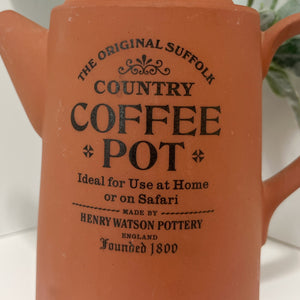 THE ORIGINAL SUFFOLK
COUNTRY
COFFEE
POT
Ideal for Use at Home
or on Safari
MADE BY
HENRY WATSON POTTERY
ENGLAND
Founded 1800